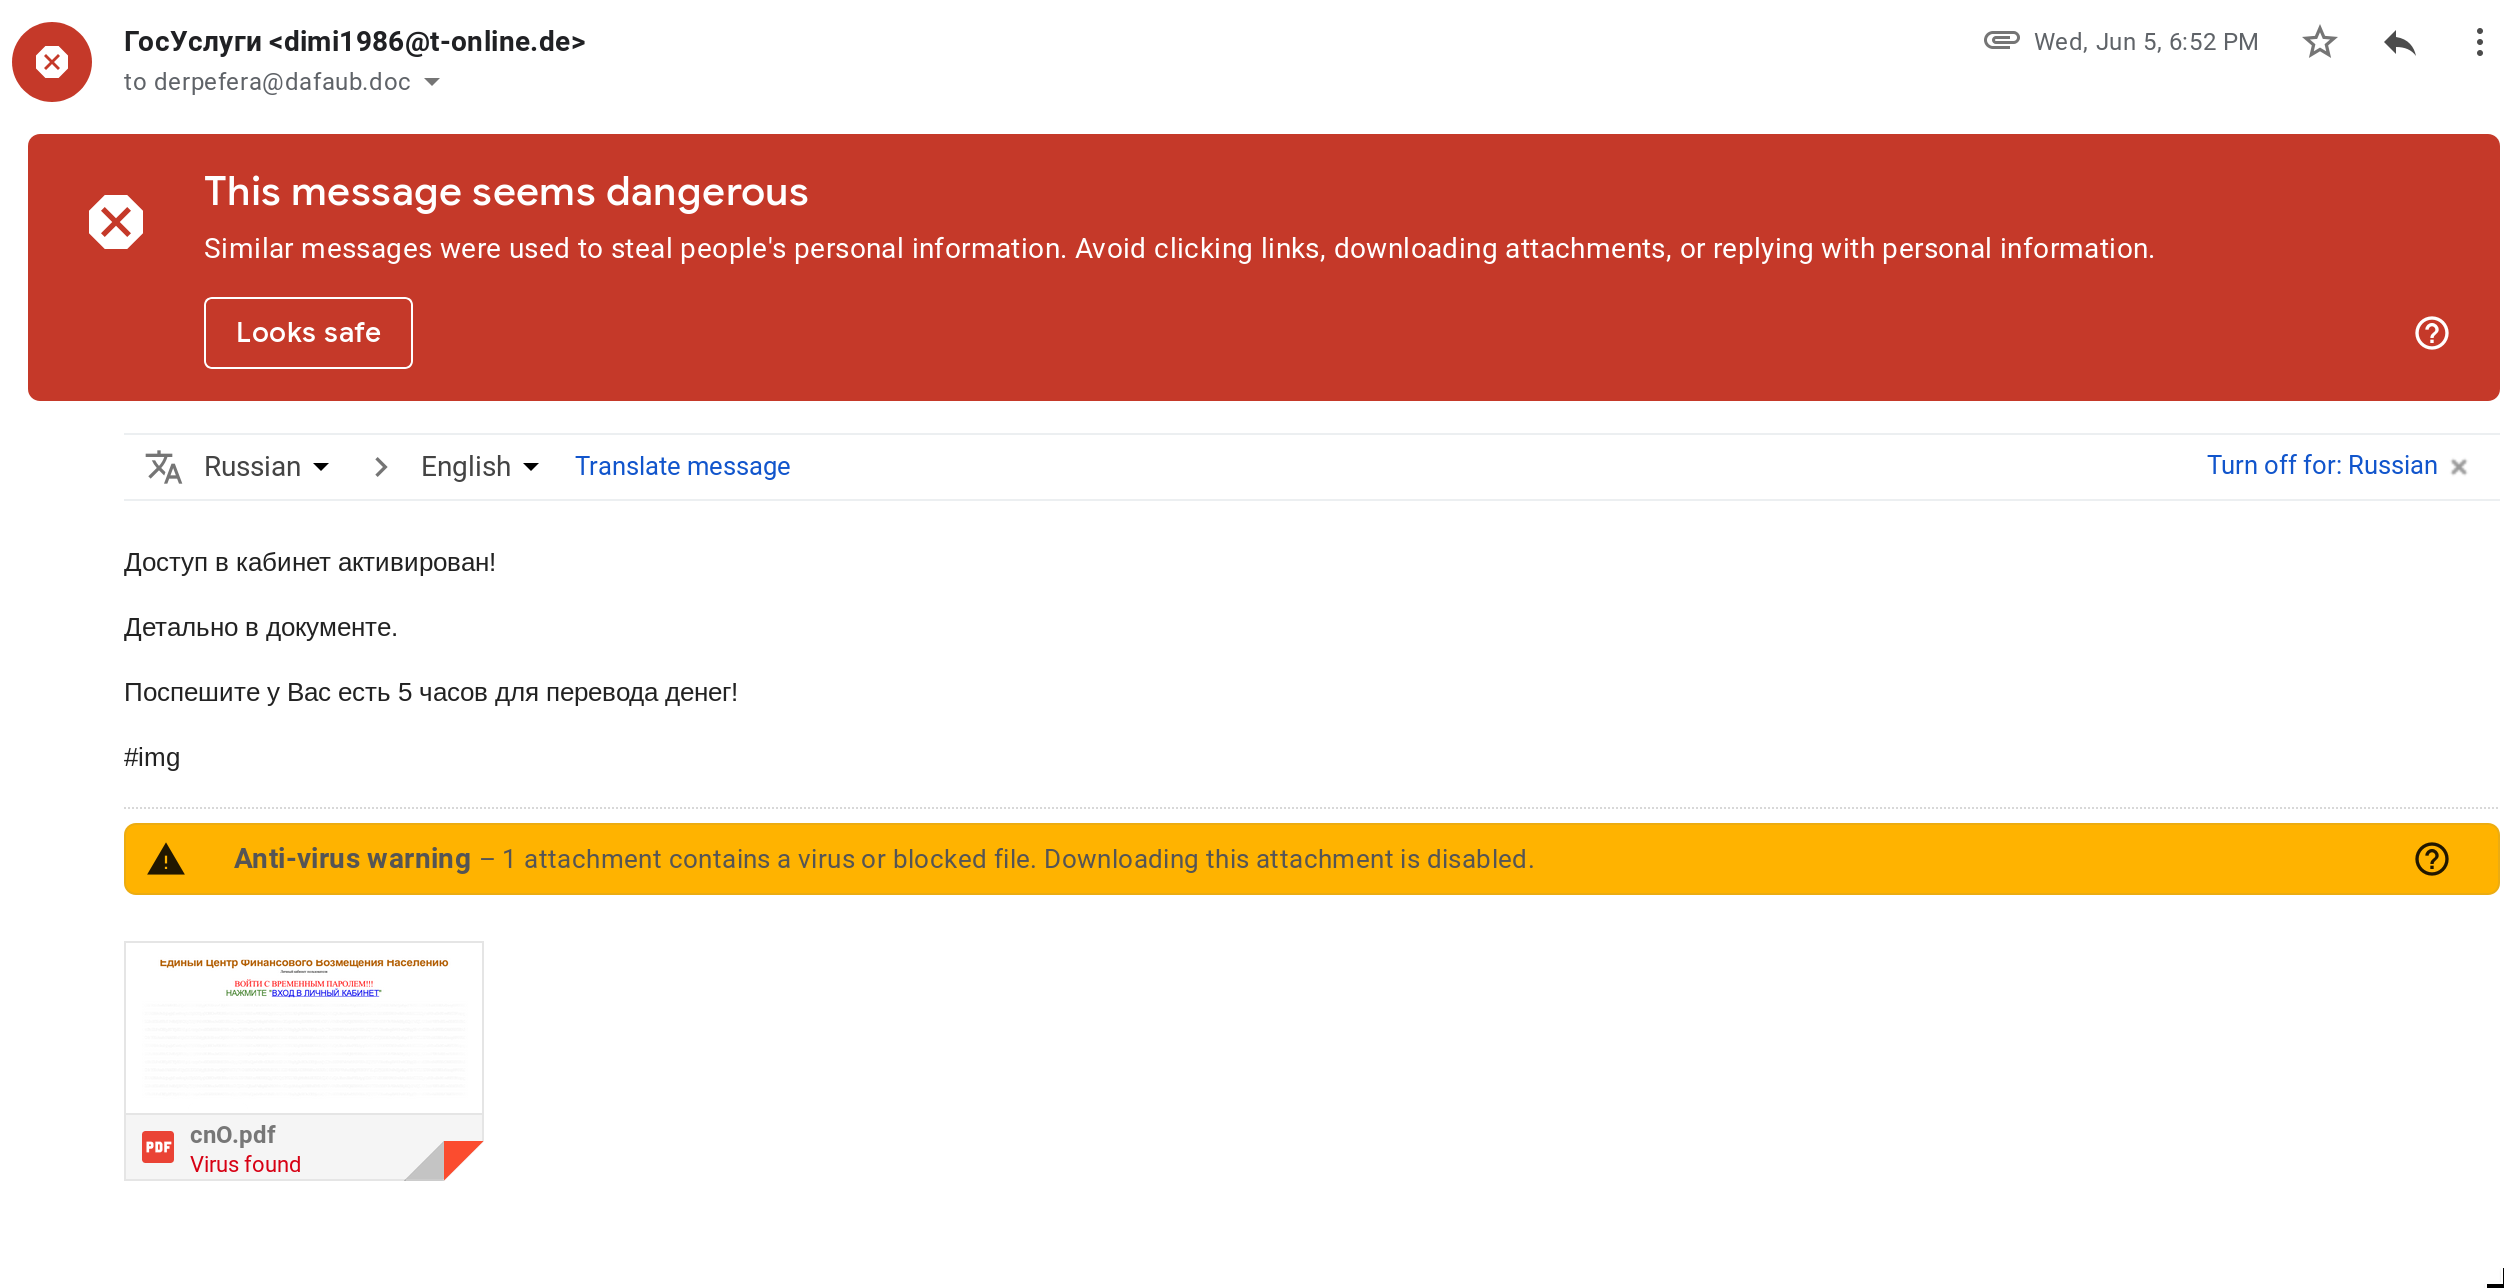 ГосУслуги <dimi1986@t-online.de>
Wed, Jun 5, 6:52 PM
to derpefera@dafaub.doc
This message seems dangerous
Similar messages were used to steal people's personal information. Avoid clicking links, downloading attachments, or replying with personal information.
Looks safe
Russian > English Translate message Turn off for: Russian
Доступ в кабинет активирован!
Детально в документе.
Поспешите у Вас есть 5 часов для перевода денег!
#img
Anti-virus warning – 1 attachment contains a virus or blocked file. Downloading this attachment is disabled.
Единый Центр Финансового Возмещения Населению
ВОЙТИ С ВРЕМЕННЫМ ПАРОЛЕМ!!!
НАЖМИТЕ "ВХОД В ЛИЧНЫЙ КАБИНЕТ"
PDF cnO.pdf
Virus found